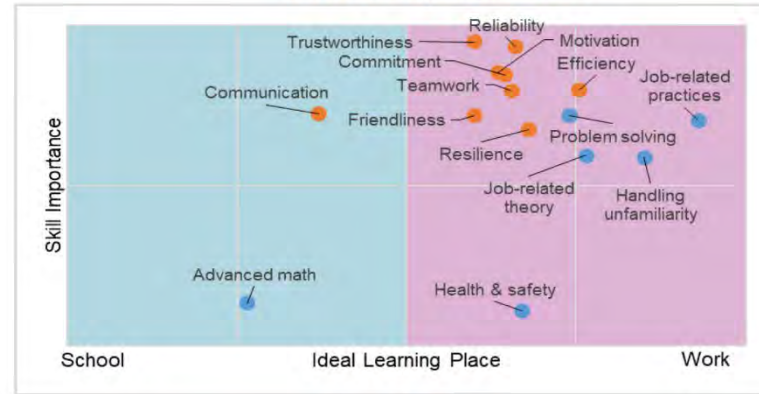 Reliability
Trustworthiness
Motivation
Commitment
Efficiency
Teamwork
Job-related
practices
Communication
Friendliness
Problem solving
Resilience
Job-related
theory
Handling
unfamiliarity
Skill Importance
Advanced math
Health & safety
School
Ideal Learning Place
Work